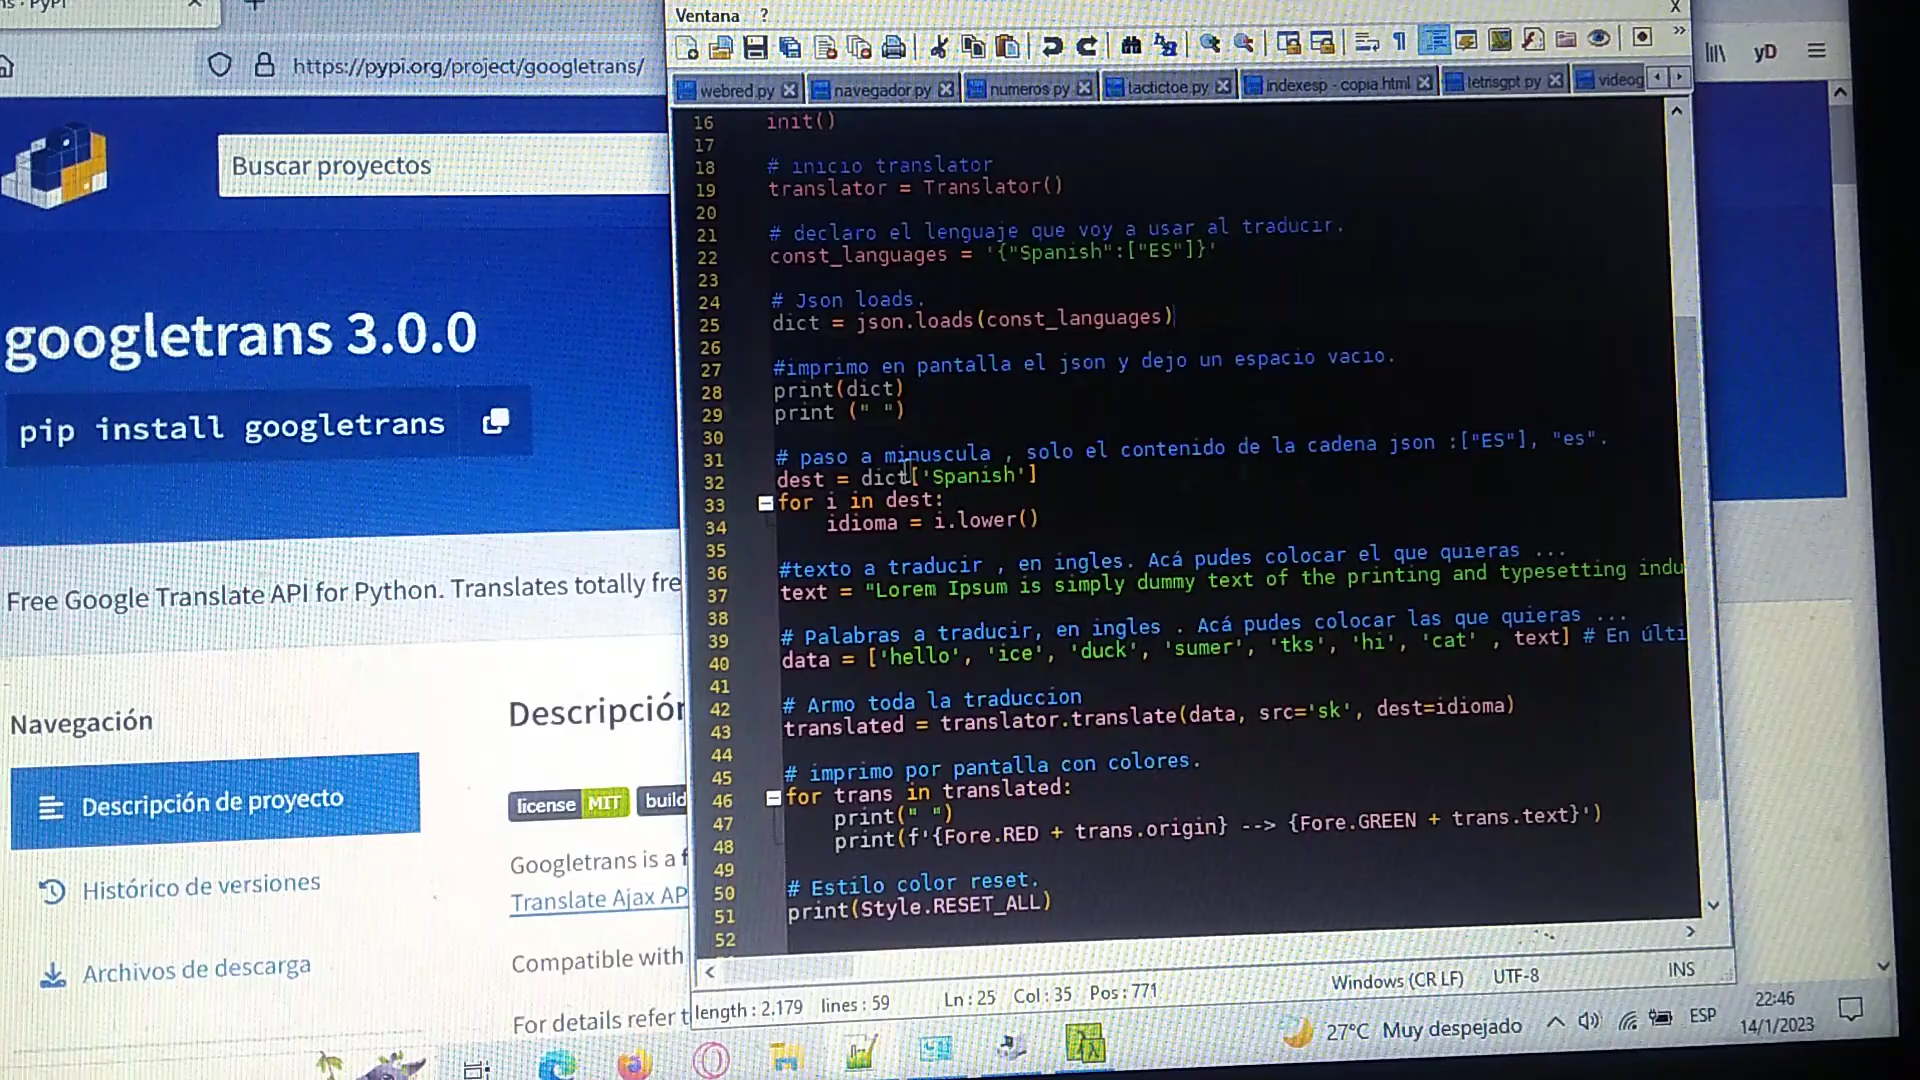 https://pypi.org/project/googletrans/
yD
Buscar proyectos
googletrans 3.0.0
pip install googletrans
Free Google Translate API for Python. Translates totally fre
Navegación
Descripción de proyecto
Histórico de versiones
Archivos de descarga
Descripción
license MIT build
Googletrans is a f
Translate Ajax AP
Compatible with
For details refer t
Ventana ?
webred.py
navegador.py
numeros.py
tactictoe.py
indexesp - copia.html
tetrisgpt.py
videog
16 init()
17
18 # inicio translator
19 translator = Translator()
20
21 # declaro el lenguaje que voy a usar al traducir.
22 const_languages = '{"Spanish":["ES"]}'
23
24 # Json loads.
25 dict = json.loads(const_languages)
26
27 #imprimo en pantalla el json y dejo un espacio vacio.
28 print(dict)
29 print (" ")
30
31 # paso a minuscula , solo el contenido de la cadena json :["ES"], "es".
32 dest = dict['Spanish']
33 for i in dest:
34 idioma = i.lower()
35
36 #texto a traducir , en ingles. Acá pudes colocar el que quieras ...
37 text = "Lorem Ipsum is simply dummy text of the printing and typesetting indu
38
39 # Palabras a traducir, en ingles . Acá pudes colocar las que quieras ...
40 data = ['hello', 'ice', 'duck', 'sumer', 'tks', 'hi', 'cat' , text] # En últi
41
42 # Armo toda la traduccion
43 translated = translator.translate(data, src='sk', dest=idioma)
44
45 # imprimo por pantalla con colores.
46 for trans in translated:
47 print(" ")
48 print(f'{Fore.RED + trans.origin} --> {Fore.GREEN + trans.text}')
49
50 # Estilo color reset.
51 print(Style.RESET_ALL)
52
length : 2.179 lines : 59 Ln : 25 Col : 35 Pos : 771 Windows (CR LF) UTF-8 INS
27°C Muy despejado ESP
22:46
14/1/2023